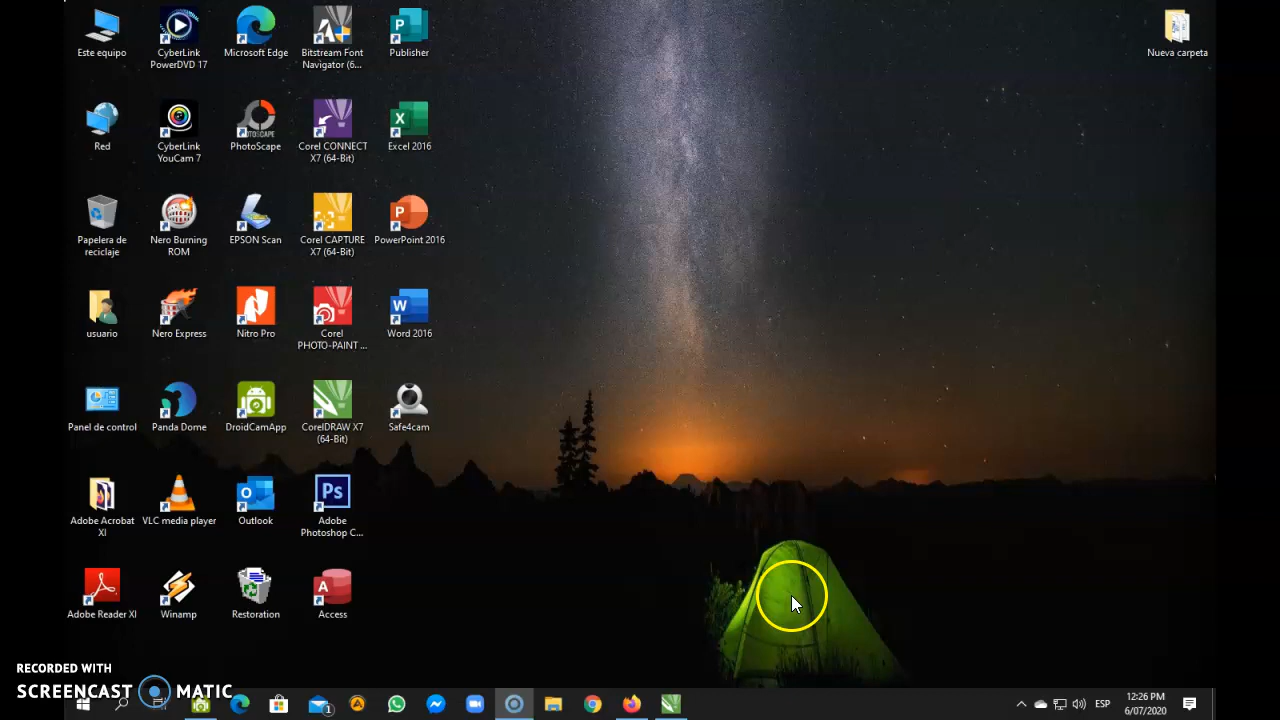 Este equipo
CyberLink
PowerDVD 17
Microsoft Edge
Bitstream Font
Navigator (6...
Publisher
Nueva carpeta
Red
CyberLink
YouCam 7
PHOTOSCAPE
PhotoScape
Corel CONNECT
X7 (64-Bit)
Excel 2016
Papelera de
reciclaje
Nero Burning
ROM
EPSON Scan
Corel CAPTURE
X7 (64-Bit)
PowerPoint 2016
usuario
Nero Express
Nitro Pro
Corel
PHOTO-PAINT ...
Word 2016
Panel de control
Panda Dome
DroidCamApp
CorelDRAW X7
(64-Bit)
Safe4cam
Adobe Acrobat
XI
VLC media player
Outlook
Ps
Adobe
Photoshop C...
Adobe Reader XI
Winamp
Restoration
Access
RECORDED WITH
SCREENCAST MATIC
1
ESP
12:26 PM
6/07/2020